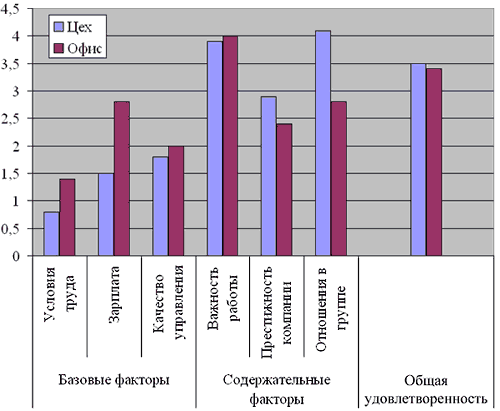 4,5
4
3,5
3
2,5
2
1,5
1
0,5
0
Цех
Офис
Условия
труда
Зарплата
Качество
управления
Важность
работы
Престижность
компании
Отношения в
группе
Базовые факторы
Содержательные
факторы
Общая
удовлетворенность